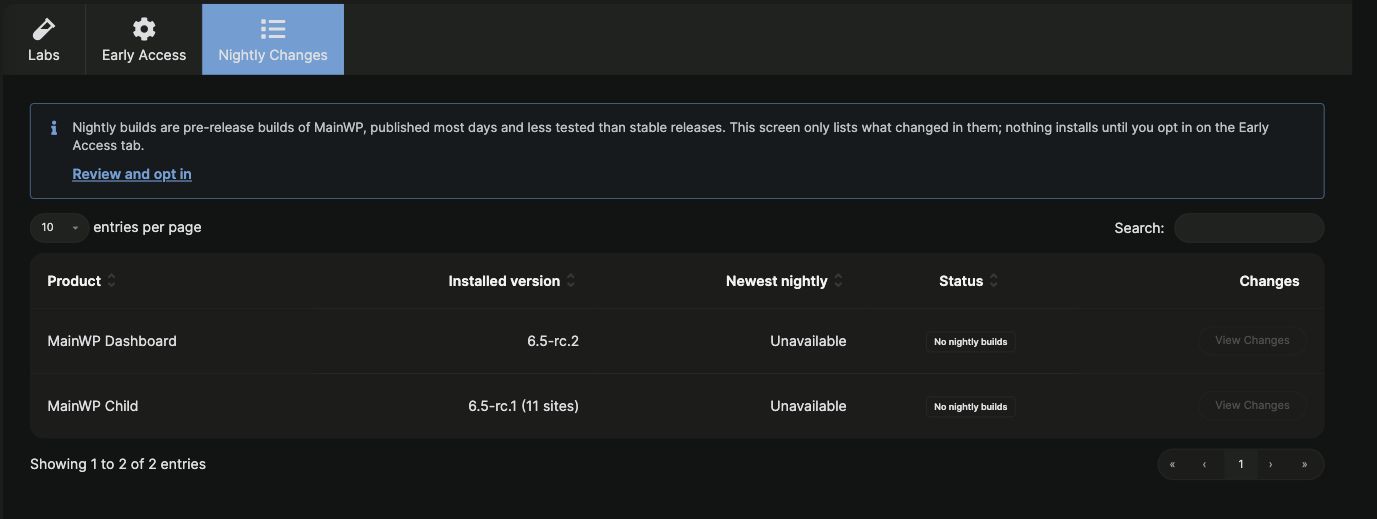 Labs
Early Access
Nightly Changes
Nightly builds are pre-release builds of MainWP, published most days and less tested than stable releases. This screen only lists what changed in them; nothing installs until you opt in on the Early
Access tab.
Review and opt in
10 entries per page
Search:
Product Installed version Newest nightly Status Changes
MainWP Dashboard 6.5-rc.2 Unavailable No nightly builds View Changes
MainWP Child 6.5-rc.1 (11 sites) Unavailable No nightly builds View Changes
Showing 1 to 2 of 2 entries
« ‹ 1 › »